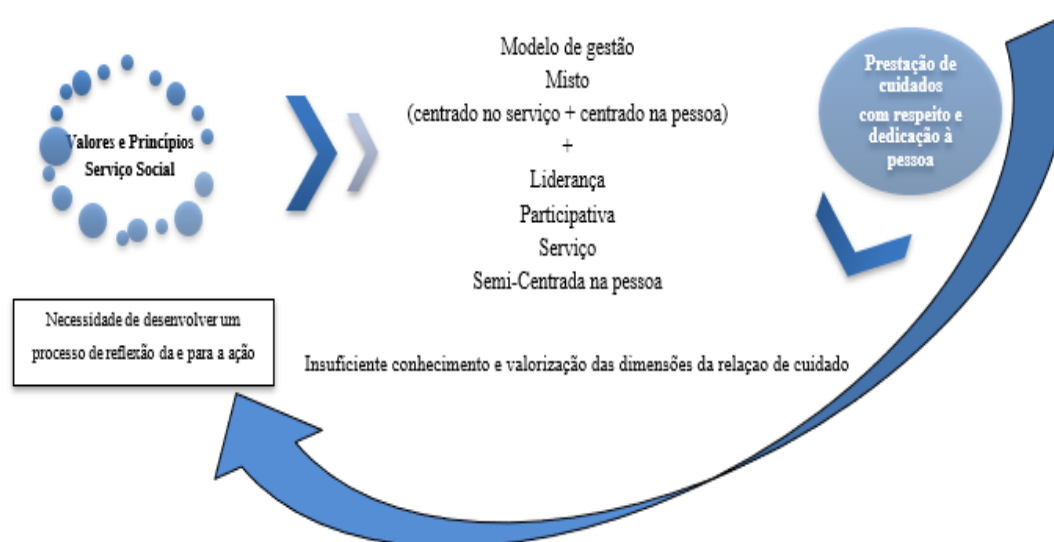 Valores e Princípios
Serviço Social
Modelo de gestão
Misto
(centrado no serviço + centrado na pessoa)
+
Liderança
Participativa
Serviço
Semi-Centrada na pessoa
Prestação de
cuidados
com respeito e
dedicação à
pessoa
Necessidade de desenvolver um
processo de reflexão da e para a ação
Insuficiente conhecimento e valorização das dimensões da relaçao de cuidado